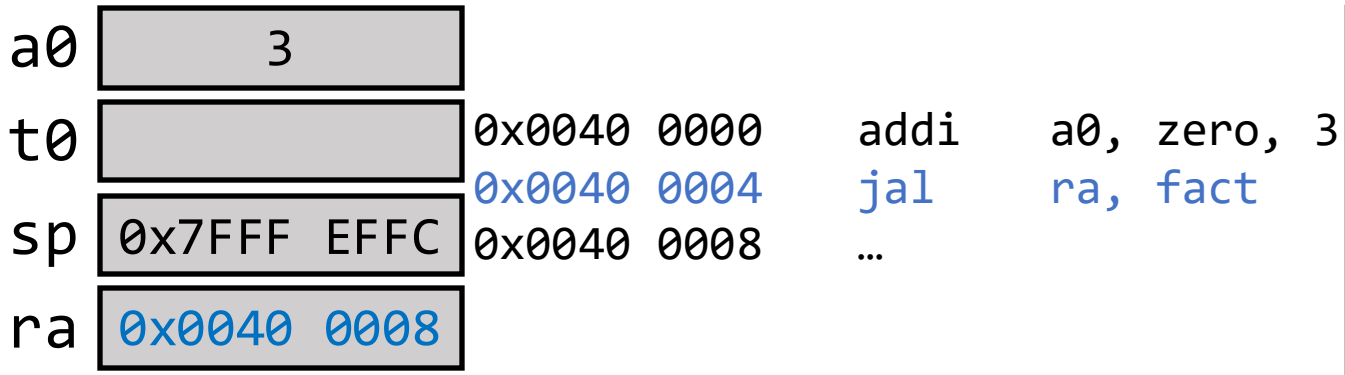 a0 3
t0
sp 0x7FFF EFFC
ra 0x0040 0008
0x0040 0000 addi a0, zero, 3
0x0040 0004 jal ra, fact
0x0040 0008 …